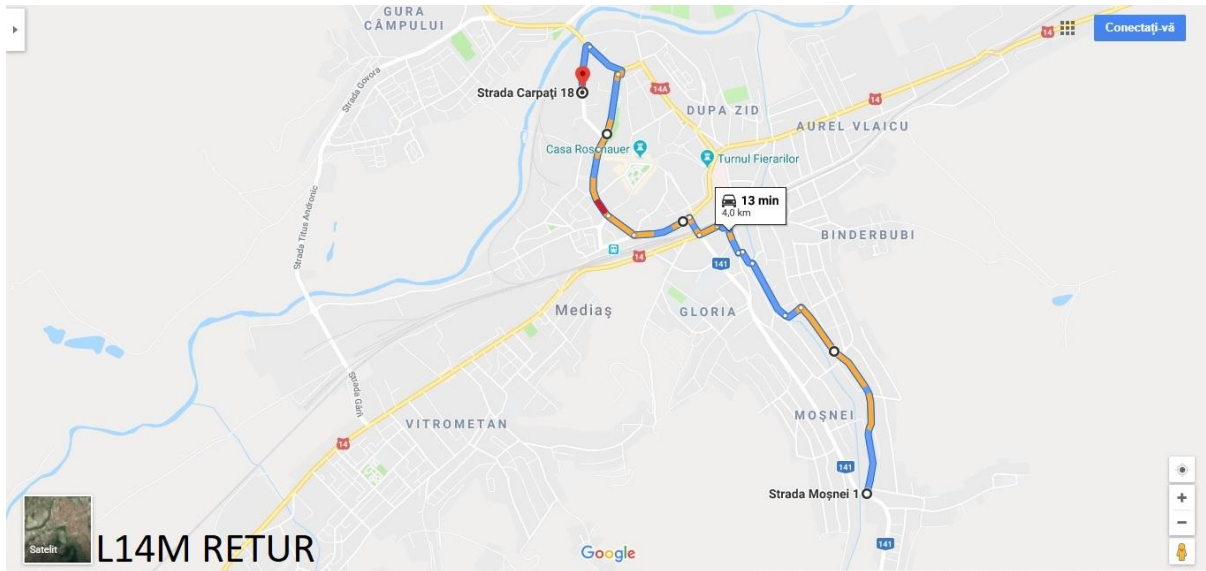 GURA
CÂMPULUI
14
Conectați-vă
Strada Govora
Strada Carpați 18
14A
14
DUPA ZID
AUREL VLAICU
Casa Roschauer
Turnul Fierarilor
Strada Titus Andronic
13 min
4,0 km
BINDERBUBI
14
141
Mediaș
GLORIA
Strada Gării
MOȘNEI
VITROMETAN
14
141
Strada Moșnei 1
Satelit
L14M RETUR
Google
141